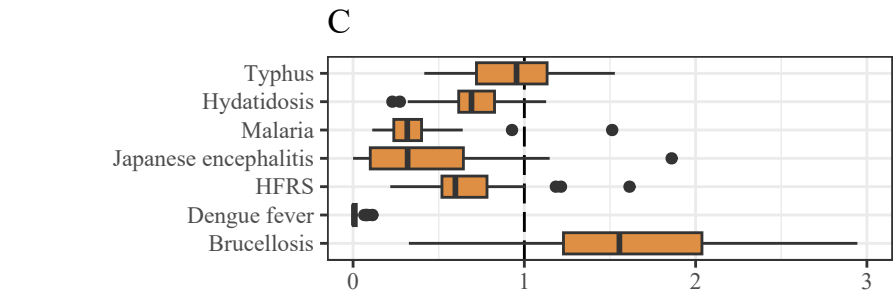 C
Typhus
Hydatidosis
Malaria
Japanese encephalitis
HFRS
Dengue fever
Brucellosis
0 1 2 3